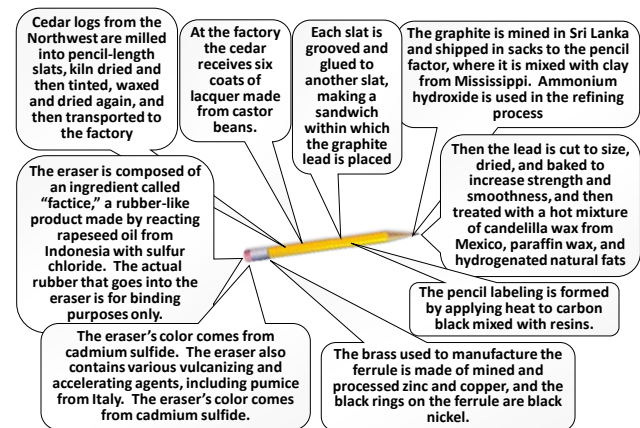 Cedar logs from the
Northwest are milled
into pencil-length
slats, kiln dried and
then tinted, waxed
and dried again, and
then transported to
the factory
At the factory
the cedar
receives six
coats of
lacquer made
from castor
beans.
Each slat is
grooved and
glued to
another slat,
making a
sandwich
within which
the graphite
lead is placed
The graphite is mined in Sri Lanka
and shipped in sacks to the pencil
factor, where it is mixed with clay
from Mississippi.  Ammonium
hydroxide is used in the refining
process
Then the lead is cut to size,
dried, and baked to
increase strength and
smoothness, and then
treated with a hot mixture
of candelilla wax from
Mexico, paraffin wax, and
hydrogenated natural fats
The eraser is composed of
an ingredient called
“factice,” a rubber-like
product made by reacting
rapeseed oil from
Indonesia with sulfur
chloride.  The actual
rubber that goes into the
eraser is for binding
purposes only.
The pencil labeling is formed
by applying heat to carbon
black mixed with resins.
The eraser’s color comes from
cadmium sulfide.  The eraser also
contains various vulcanizing and
accelerating agents, including pumice
from Italy.  The eraser’s color comes
from cadmium sulfide.
The brass used to manufacture the
ferrule is made of mined and
processed zinc and copper, and the
black rings on the ferrule are black
nickel.